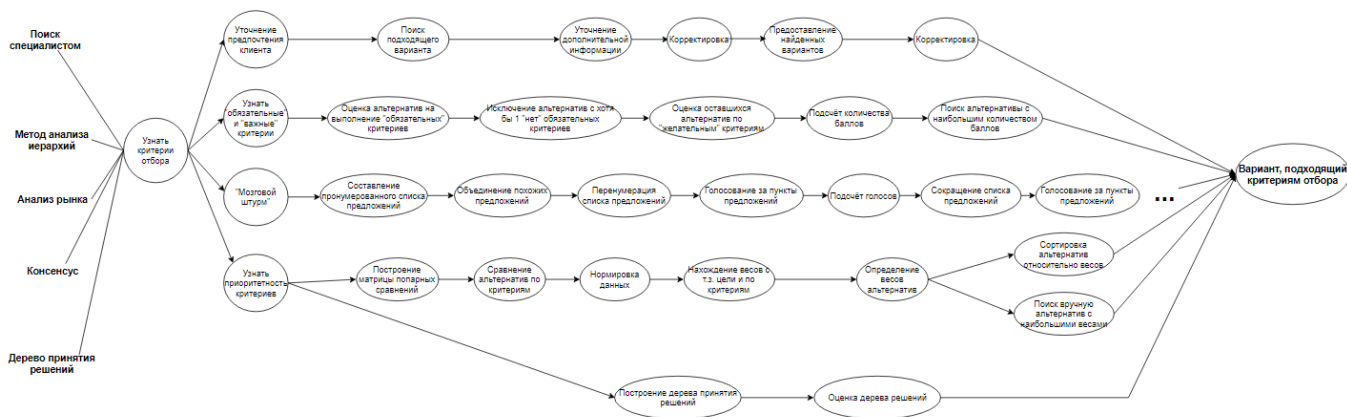 Поиск
специалистом
Метод анализа
иерархий
Анализ рынка
Консенсус
Дерево принятия
решений
Узнать
критерии
отбора
Уточнение
предпочтения
клиента
Поиск
подходящего
варианта
Уточнение
дополнительной
информации
Корректировка
Предоставление
найденных
вариантов
Корректировка
Узнать
"обязательные"
и "важные"
критерии
Оценка альтернатив на
выполнение "обязательных"
критериев
Исключение альтернатив с хотя
бы 1 "нет" обязательных
критериев
Оценка оставшихся
альтернатив по
"желательным" критериям
Подсчёт количества
баллов
Поиск альтернативы с
наибольшим количеством
баллов
"Мозговой
штурм"
Составление
пронумерованного списка
предложений
Объединение похожих
предложений
Перенумерация
списка предложений
Голосование за пункты
предложений
Подсчёт голосов
Сокращение списка
предложений
Голосование за пункты
предложений
...
Узнать
приоритетность
критериев
Построение
матрицы попарных
сравнений
Сравнение
альтернатив по
критериям
Нормировка
данных
Нахождение весов с
т.з. цели и по
критериям
Определение
весов
альтернатив
Сортировка
альтернатив
относительно весов
Поиск вручную
альтернатив с
наибольшими весами
Построение дерева принятия
решений
Оценка дерева решений
Вариант, подходящий
критериям отбора